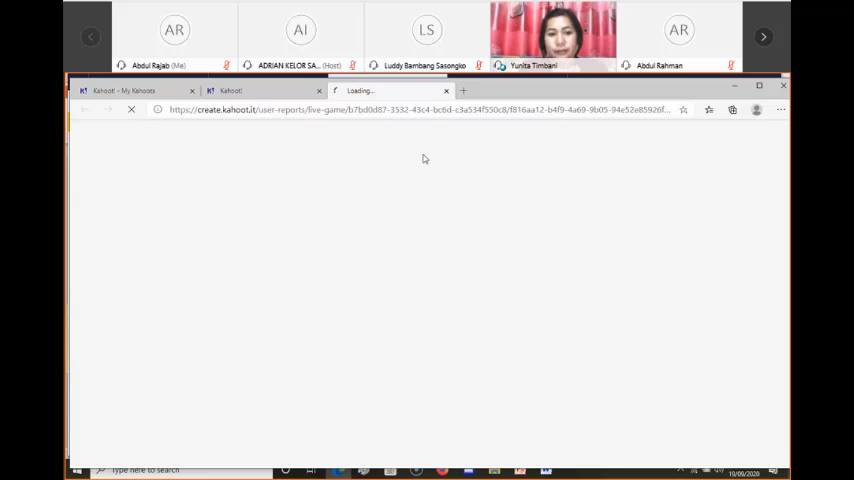 AR
AI
LS
AR
Abdul Rajab (Me)
ADRIAN KELOR SA... (Host)
Luddy Bambang Sasongko
Yunita Timbani
Abdul Rahman
Kahoot! - My Kahoots
Kahoot!
Loading...
https://create.kahoot.it/user-reports/live-game/b7bd0d87-3532-43c4-bc6d-c3a534f550c8/f816aa12-b4f9-4a69-9b05-94e52e85926f...
Type here to search
19/09/2020